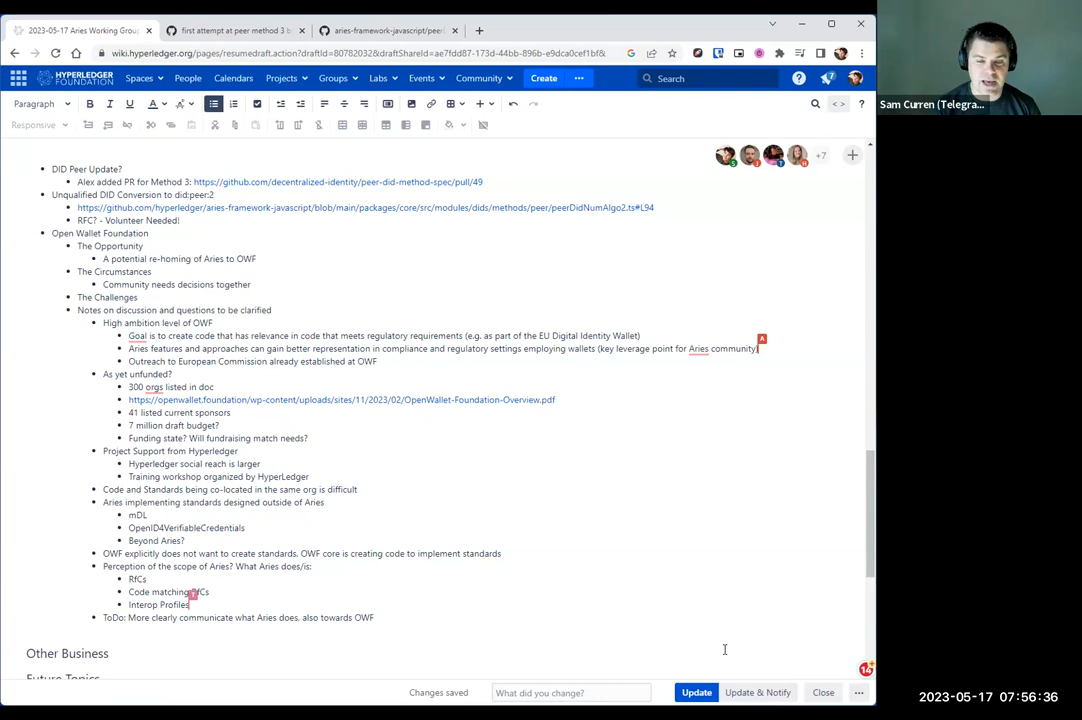 2023-05-17 Aries Working Grou
first attempt at peer method 3 b
aries-framework-javascript/peer
wiki.hyperledger.org/pages/resumedraft.action?draftId=80782032&draftShareId=ae7fdd87-173d-44bb-896b-e9dca0cef1bf&
HYPERLEDGER FOUNDATION Spaces People Calendars Projects Groups Labs Events Community Create Search
Paragraph B I U A
Responsive
Sam Curren (Telegra...
+7
DID Peer Update?
Alex added PR for Method 3: https://github.com/decentralized-identity/peer-did-method-spec/pull/49
Unqualified DID Conversion to did:peer:2
https://github.com/hyperledger/aries-framework-javascript/blob/main/packages/core/src/modules/dids/methods/peer/peerDidNumAlgo2.ts#L94
RFC? - Volunteer Needed!
Open Wallet Foundation
The Opportunity
A potential re-homing of Aries to OWF
The Circumstances
Community needs decisions together
The Challenges
Notes on discussion and questions to be clarified
High ambition level of OWF
Goal is to create code that has relevance in code that meets regulatory requirements (e.g. as part of the EU Digital Identity Wallet)
Aries features and approaches can gain better representation in compliance and regulatory settings employing wallets (key leverage point for Aries community)
Outreach to European Commission already established at OWF
As yet unfunded?
300 orgs listed in doc
https://openwallet.foundation/wp-content/uploads/sites/11/2023/02/OpenWallet-Foundation-Overview.pdf
41 listed current sponsors
7 million draft budget?
Funding state? Will fundraising match needs?
Project Support from Hyperledger
Hyperledger social reach is larger
Training workshop organized by HyperLedger
Code and Standards being co-located in the same org is difficult
Aries implementing standards designed outside of Aries
mDL
OpenID4VerifiableCredentials
Beyond Aries?
OWF explicitly does not want to create standards. OWF core is creating code to implement standards
Perception of the scope of Aries? What Aries does/is:
RfCs
Code matching RfCs
Interop Profiles
ToDo: More clearly communicate what Aries does, also towards OWF
Other Business
Future Topics
Changes saved What did you change? Update Update & Notify Close
2023-05-17 07:56:36